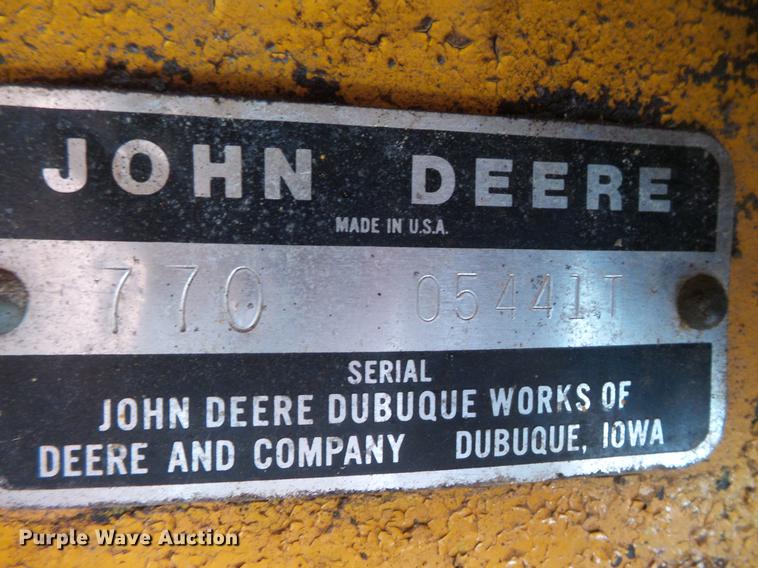 JOHN DEERE
MADE IN U.S.A.
770 05441T
SERIAL
JOHN DEERE DUBUQUE WORKS OF
DEERE AND COMPANY DUBUQUE, IOWA
Purple Wave Auction